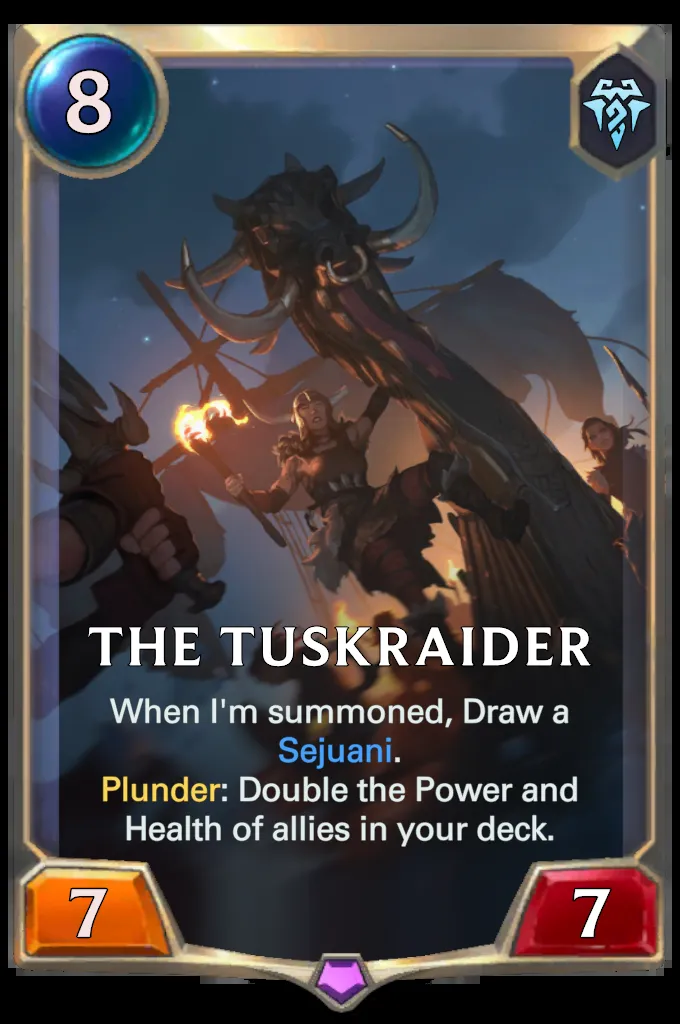 8
THE TUSKRAIDER
When I'm summoned, Draw a
Sejuani.
Plunder: Double the Power and
Health of allies in your deck.
7
7